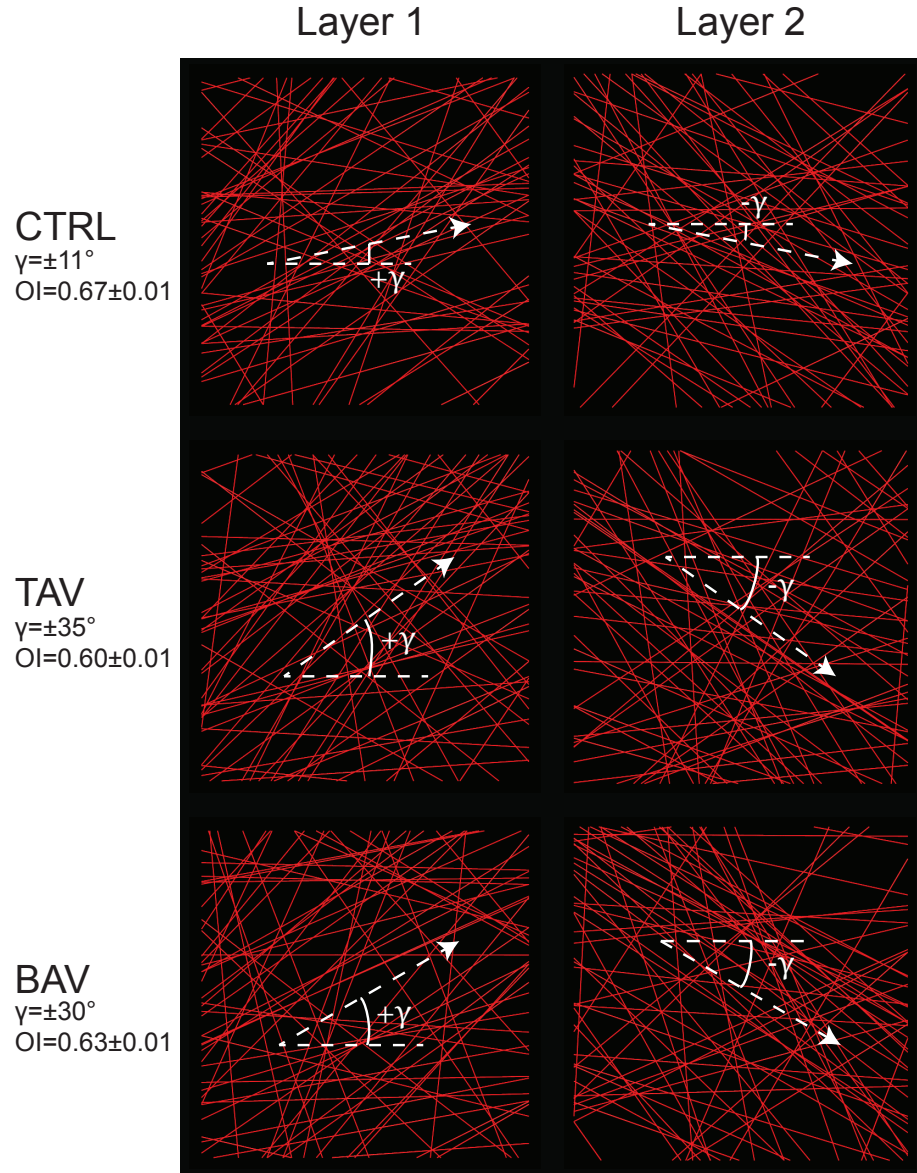 Layer 1 Layer 2
CTRL
γ=±11°
OI=0.67±0.01
+γ
-γ
TAV
γ=±35°
OI=0.60±0.01
+γ
-γ
BAV
γ=±30°
OI=0.63±0.01
+γ
-γ